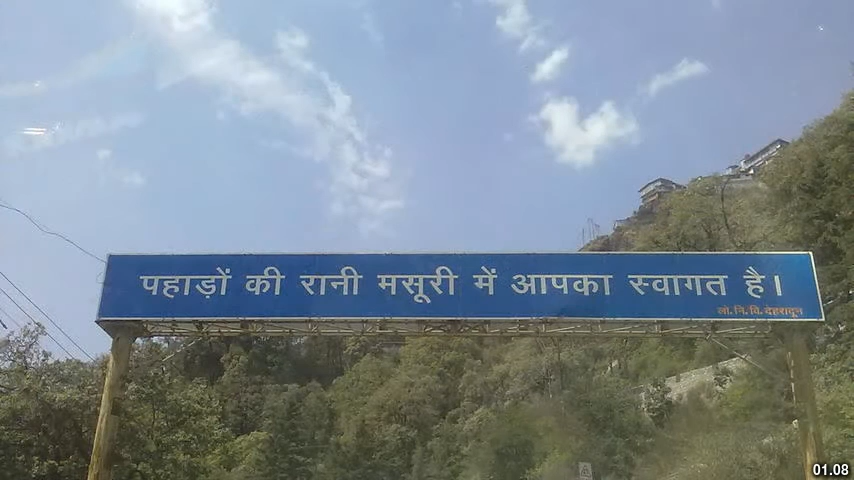 पहाड़ों की रानी मसूरी में आपका स्वागत है।
लो. नि. वि. देहरादून
01.08